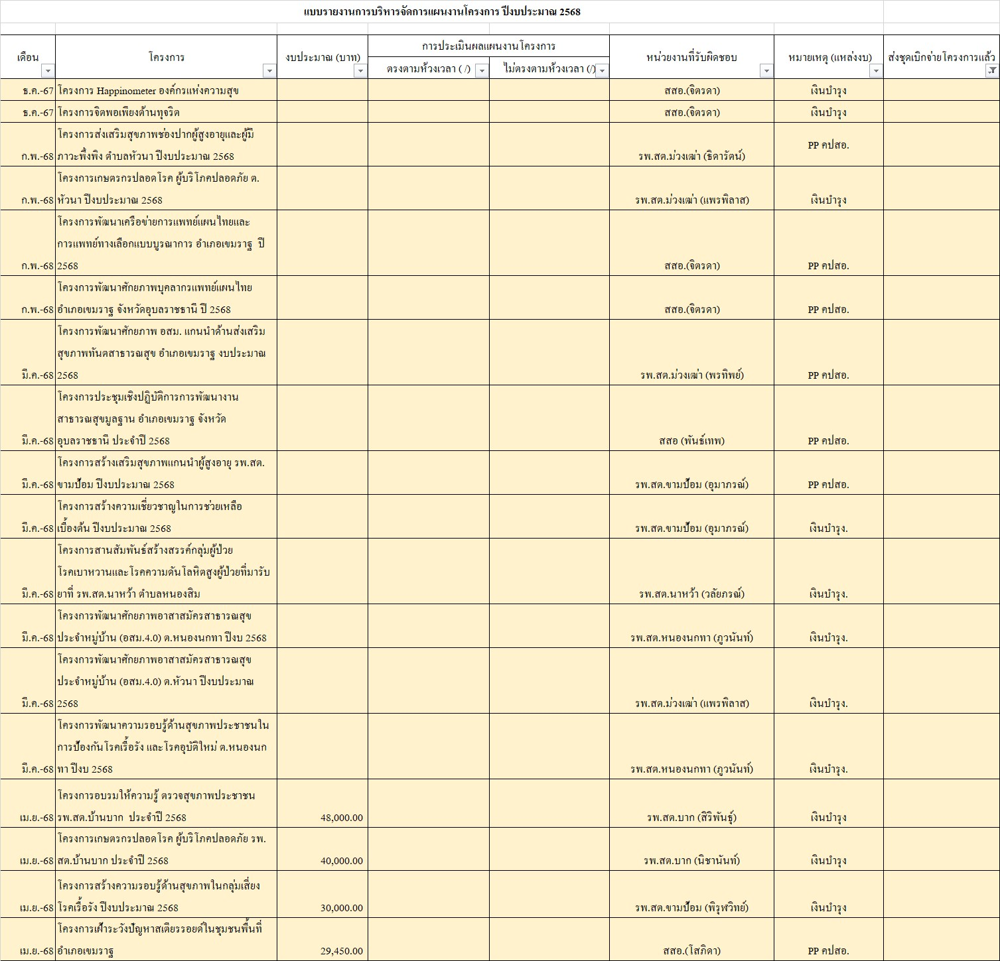 แบบรายงานการบริหารจัดการแผนงานโครงการ ปีงบประมาณ 2568
เดือน โครงการ งบประมาณ (บาท) การประเมินผลแผนงานโครงการ หน่วยงานที่รับผิดชอบ หมายเหตุ (แหล่งงบ) ส่งชุดเบิกจ่ายโครงการแล้ว
ตรงตามห้วงเวลา ( /) ไม่ตรงตามห้วงเวลา (/)
ธ.ค.-67 โครงการ Happinometer องค์กรแห่งความสุข สสอ.(จิตรดา) เงินบำรุง
ธ.ค.-67 โครงการจิตพอเพียงต้านทุจริต สสอ.(จิตรดา) เงินบำรุง
โครงการส่งเสริมสุขภาพช่องปากผู้สูงอายุและผู้มี
ก.พ.-68 ภาวะพึ่งพิง ตำบลหัวนา ปีงบประมาณ 2568 รพ.สต.ม่วงเฒ่า (ธิดารัตน์) PP คปสอ.
โครงการเกษตรกรปลอดโรค ผู้บริโภคปลอดภัย ต.
ก.พ.-68 หัวนา ปีงบประมาณ 2568 รพ.สต.ม่วงเฒ่า (แพรพิลาส) เงินบำรุง
โครงการพัฒนาเครือข่ายการแพทย์แผนไทยและ
การแพทย์ทางเลือกแบบบูรณาการ อำเภอเขมราฐ ปี
ก.พ.-68 2568 สสอ.(จิตรดา) PP คปสอ.
โครงการพัฒนาศักยภาพบุคลากรแพทย์แผนไทย
ก.พ.-68 อำเภอเขมราฐ จังหวัดอุบลราชธานี ปี 2568 สสอ.(จิตรดา) PP คปสอ.
โครงการพัฒนาศักยภาพ อสม. แกนนำด้านส่งเสริม
สุขภาพทันตสาธารณสุข อำเภอเขมราฐ งบประมาณ
มี.ค.-68 2568 รพ.สต.ม่วงเฒ่า (พรทิพย์) PP คปสอ.
โครงการประชุมเชิงปฏิบัติการการพัฒนางาน
สาธารณสุขมูลฐาน อำเภอเขมราฐ จังหวัด
มี.ค.-68 อุบลราชธานี ประจำปี 2568 สสอ (พันธ์เทพ) PP คปสอ.
โครงการสร้างเสริมสุขภาพแกนนำผู้สูงอายุ รพ.สต.
มี.ค.-68 ขามป้อม ปีงบประมาณ 2568 รพ.สต.ขามป้อม (อุมาภรณ์) PP คปสอ.
โครงการสร้างความเชี่ยวชาญในการช่วยเหลือ
มี.ค.-68 เบื้องต้น ปีงบประมาณ 2568 รพ.สต.ขามป้อม (อุมาภรณ์) เงินบำรุง.
โครงการสานสัมพันธ์สร้างสรรค์กลุ่มผู้ป่วย
โรคเบาหวานและโรคความดันโลหิตสูงผู้ป่วยที่มารับ
มี.ค.-68 ยาที่ รพ.สต.นาหว้า ตำบลหนองสิม รพ.สต.นาหว้า (วลัยภรณ์) เงินบำรุง.
โครงการพัฒนาศักยภาพอาสาสมัครสาธารณสุข
มี.ค.-68 ประจำหมู่บ้าน (อสม.4.0) ต.หนองนกทา ปีงบ 2568 รพ.สต.หนองนกทา (ภูวนันท์) เงินบำรุง.
โครงการพัฒนาศักยภาพอาสาสมัครสาธารณสุข
ประจำหมู่บ้าน (อสม.4.0) ต.หัวนา ปีงบประมาณ
มี.ค.-68 2568 รพ.สต.ม่วงเฒ่า (แพรพิลาส) เงินบำรุง.
โครงการพัฒนาความรอบรู้ด้านสุขภาพประชาชนใน
การป้องกันโรคเรื้อรัง และโรคอุบัติใหม่ ต.หนองนก
มี.ค.-68 ทา ปีงบ 2568 รพ.สต.หนองนกทา (ภูวนันท์) เงินบำรุง.
โครงการอบรมให้ความรู้ ตรวจสุขภาพประชาชน
เม.ย.-68 รพ.สต.บ้านบาก ประจำปี 2568 48,000.00 รพ.สต.บาก (สิริพันธุ์) เงินบำรุง
โครงการเกษตรกรปลอดโรค ผู้บริโภคปลอดภัย รพ.
เม.ย.-68 สต.บ้านบาก ประจำปี 2568 40,000.00 รพ.สต.บาก (นิชานันท์) เงินบำรุง
โครงการสร้างความรอบรู้ด้านสุขภาพในกลุ่มเสี่ยง
เม.ย.-68 โรคเรื้อรัง ปีงบประมาณ 2568 30,000.00 รพ.สต.ขามป้อม (พิรุฬวิทย์) เงินบำรุง
โครงการเฝ้าระวังปัญหาสเตียรรอยด์ในชุมชนพื้นที่
เม.ย.-68 อำเภอเขมราฐ 29,450.00 สสอ.(โสภิดา) PP คปสอ.